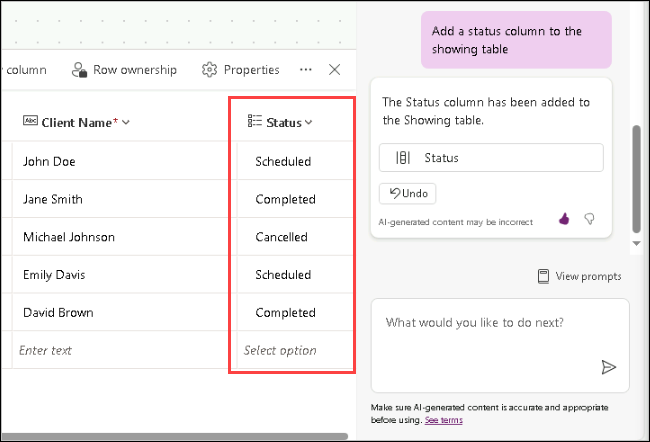 column
Row ownership
Properties
Abc Client Name*
Status
John Doe
Scheduled
Jane Smith
Completed
Michael Johnson
Cancelled
Emily Davis
Scheduled
David Brown
Completed
Enter text
Select option
Add a status column to the
showing table
The Status column has been added to
the Showing table.
Status
Undo
AI-generated content may be incorrect
View prompts
What would you like to do next?
Make sure AI-generated content is accurate and appropriate
before using. See terms